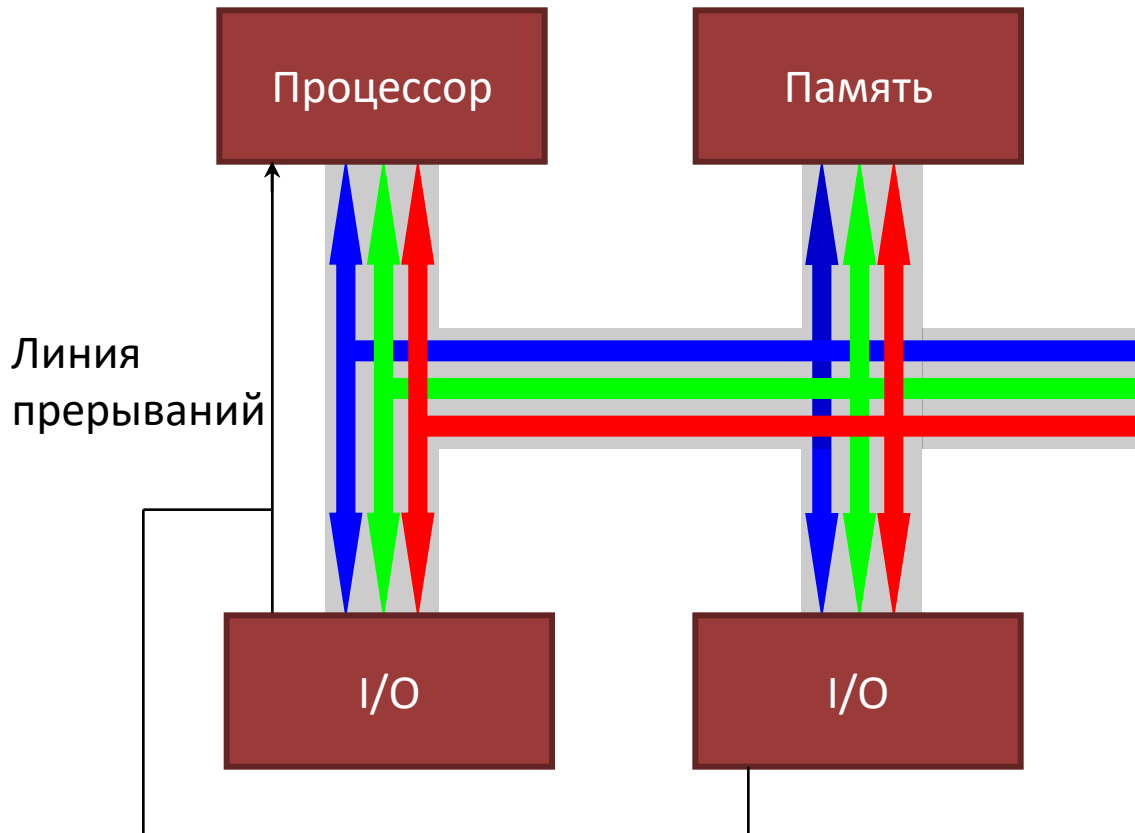 Процессор
Память
Линия
прерываний
I/O
I/O